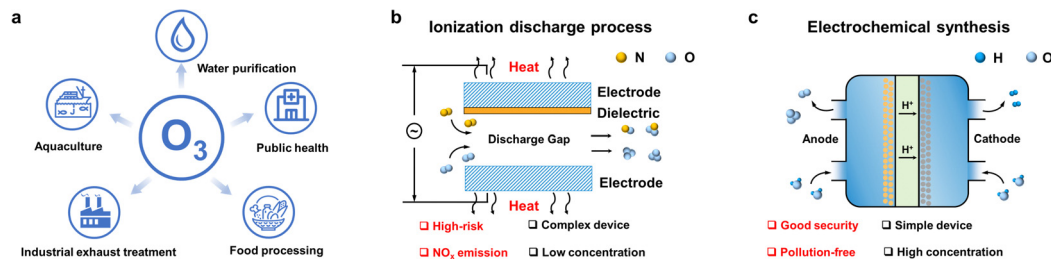 a
O3
Water purification
Aquaculture
Public health
Industrial exhaust treatment
Food processing
b
Ionization discharge process
Heat
N
O
Electrode
Dielectric
~
Discharge Gap
Electrode
Heat
High-risk
Complex device
NOx emission
Low concentration
c
Electrochemical synthesis
H
O
H+
Anode
Cathode
H+
Good security
Simple device
Pollution-free
High concentration